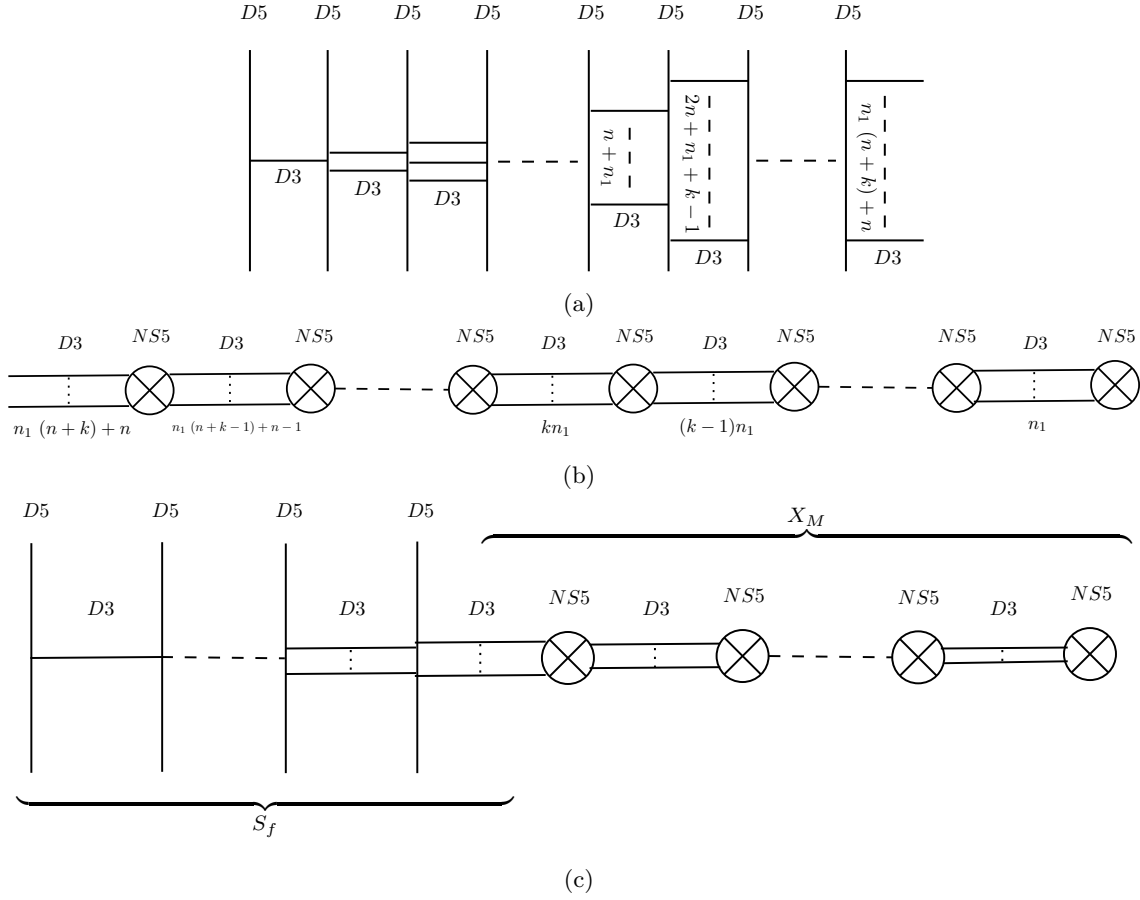 D5 D5 D5 D5 D5 D5 D5 D5
n + n₁
2n + n₁ + k − 1
n₁ (n + k) + n
D3 D3 D3 D3 D3 D3
(a)
D3 NS5 D3 NS5 NS5 D3 NS5 D3 NS5 NS5 D3 NS5
n₁ (n + k) + n n₁ (n+k−1)+n−1 kn₁ (k − 1)n₁ n₁
(b)
D5 D5 D5 D5
X_M
D3 D3 D3 NS5 D3 NS5 NS5 D3 NS5
S_f
(c)